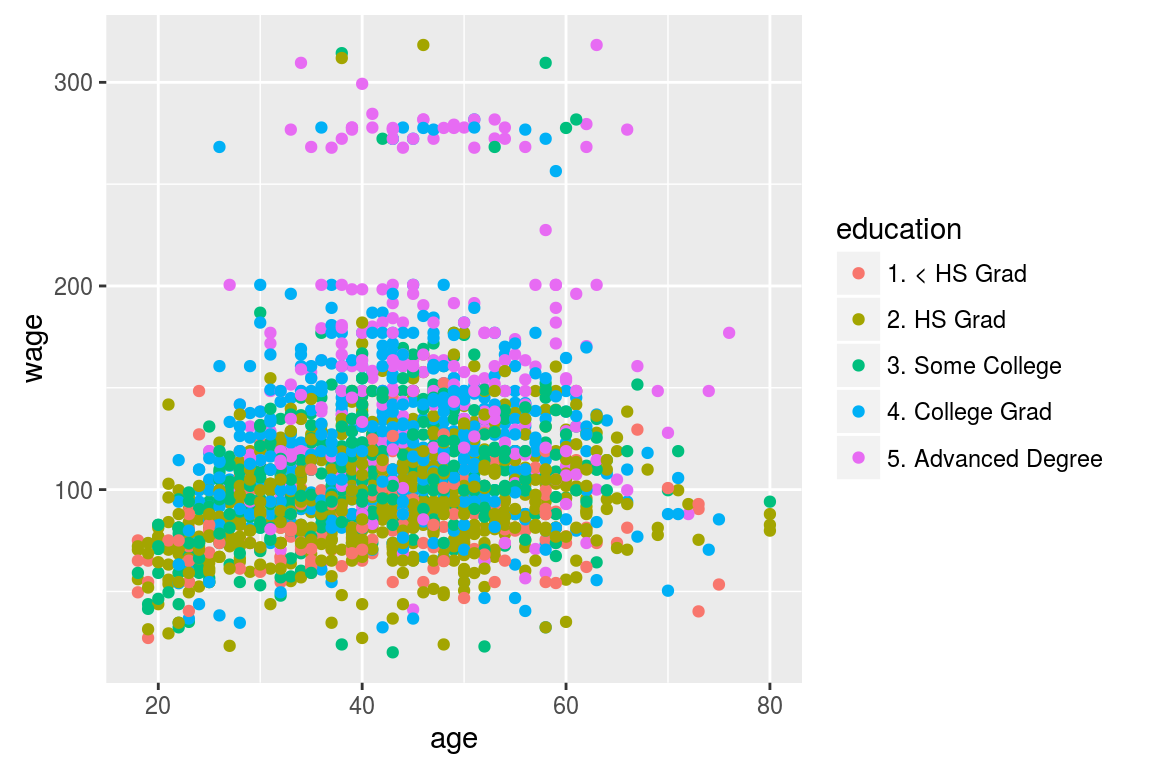 300
200
100
wage
20 40 60 80
age
education
1. < HS Grad
2. HS Grad
3. Some College
4. College Grad
5. Advanced Degree